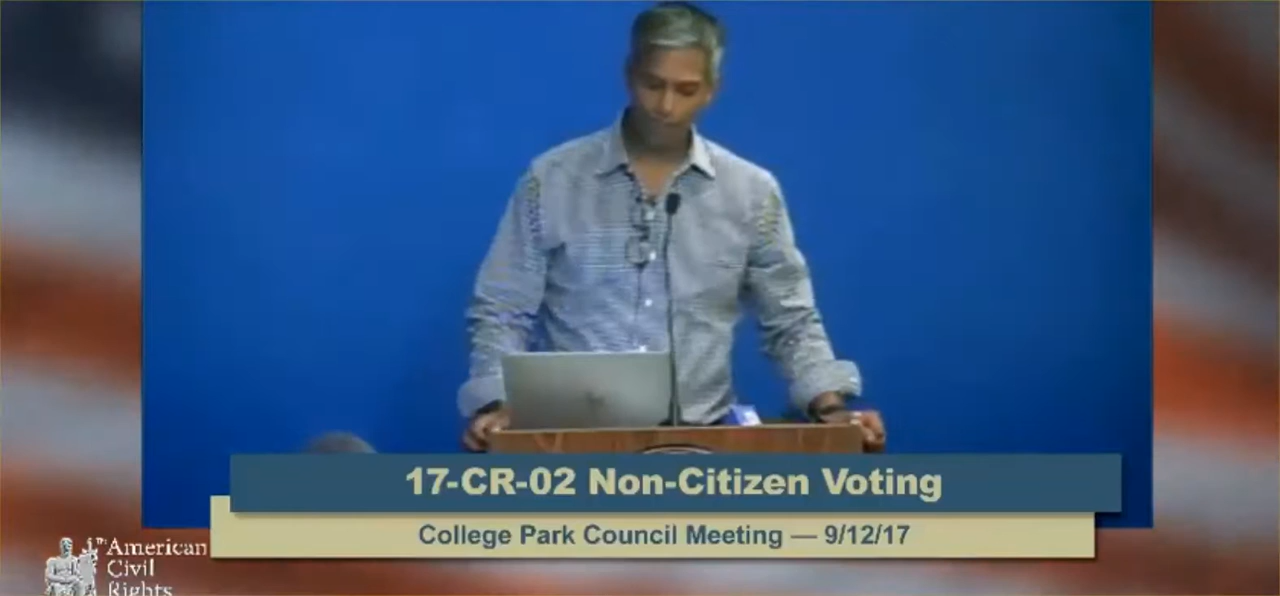 17-CR-02 Non-Citizen Voting
College Park Council Meeting — 9/12/17
American
Civil
Rights